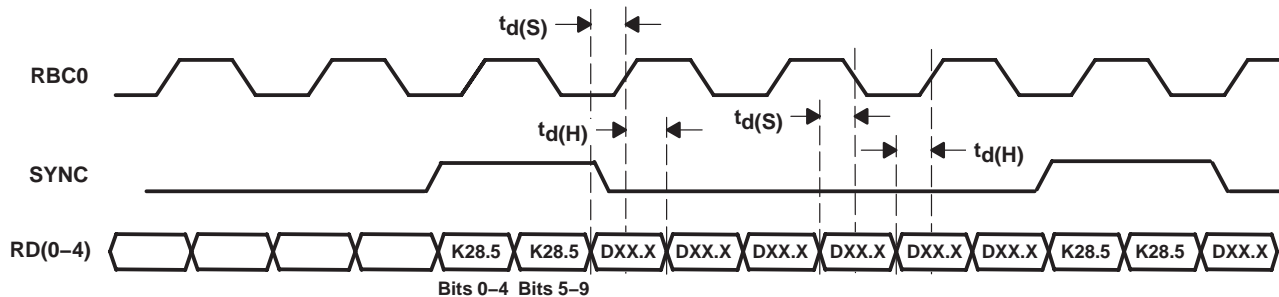 td(S)
RBC0
td(H)
td(S)
td(H)
SYNC
RD(0–4)
K28.5 K28.5 DXX.X DXX.X DXX.X DXX.X DXX.X DXX.X K28.5 K28.5 DXX.X
Bits 0–4 Bits 5–9